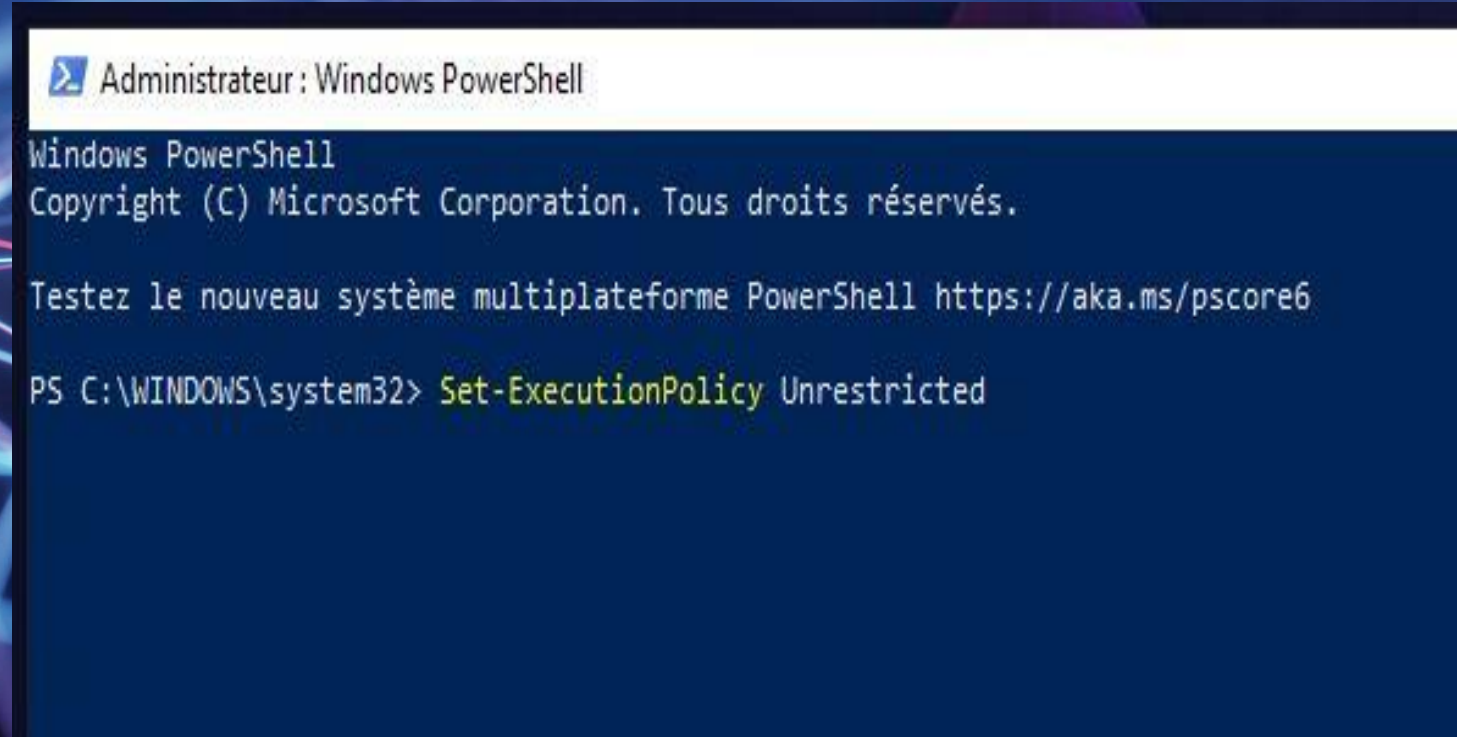 Administrateur : Windows PowerShell
Windows PowerShell
Copyright (C) Microsoft Corporation. Tous droits réservés.
Testez le nouveau système multiplateforme PowerShell https://aka.ms/pscore6
PS C:\WINDOWS\system32> Set-ExecutionPolicy Unrestricted